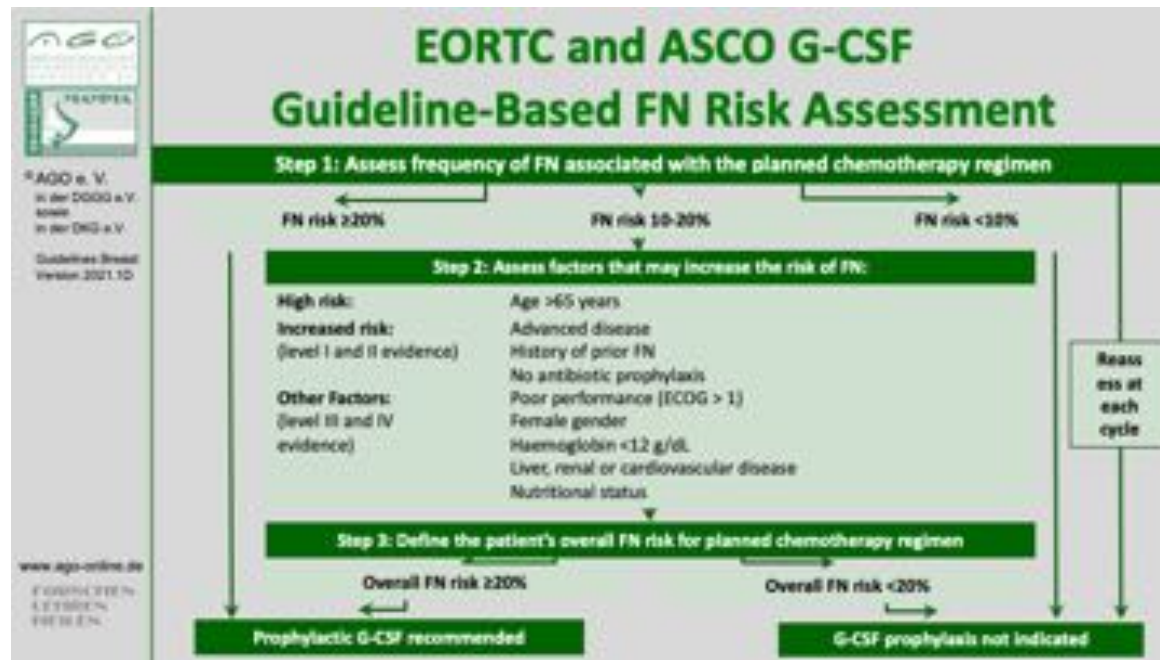 AGO
EORTC and ASCO G-CSF
Guideline-Based FN Risk Assessment
©AGO e. V.
in der DGGG e.V.
sowie
in der DKG e.V.
Guidelines Breast
Version 2021.1D
Step 1: Assess frequency of FN associated with the planned chemotherapy regimen
FN risk ≥20%
FN risk 10-20%
FN risk <10%
Step 2: Assess factors that may increase the risk of FN:
High risk: Age >65 years
Increased risk: Advanced disease
(level I and II evidence) History of prior FN
No antibiotic prophylaxis
Other Factors: Poor performance (ECOG > 1)
(level III and IV Female gender
evidence) Haemoglobin <12 g/dL
Liver, renal or cardiovascular disease
Nutritional status
Reass
ess at
each
cycle
Step 3: Define the patient's overall FN risk for planned chemotherapy regimen
Overall FN risk ≥20%
Overall FN risk <20%
Prophylactic G-CSF recommended
G-CSF prophylaxis not indicated
www.ago-online.de
FORSCHEN
LEHREN
HEILEN